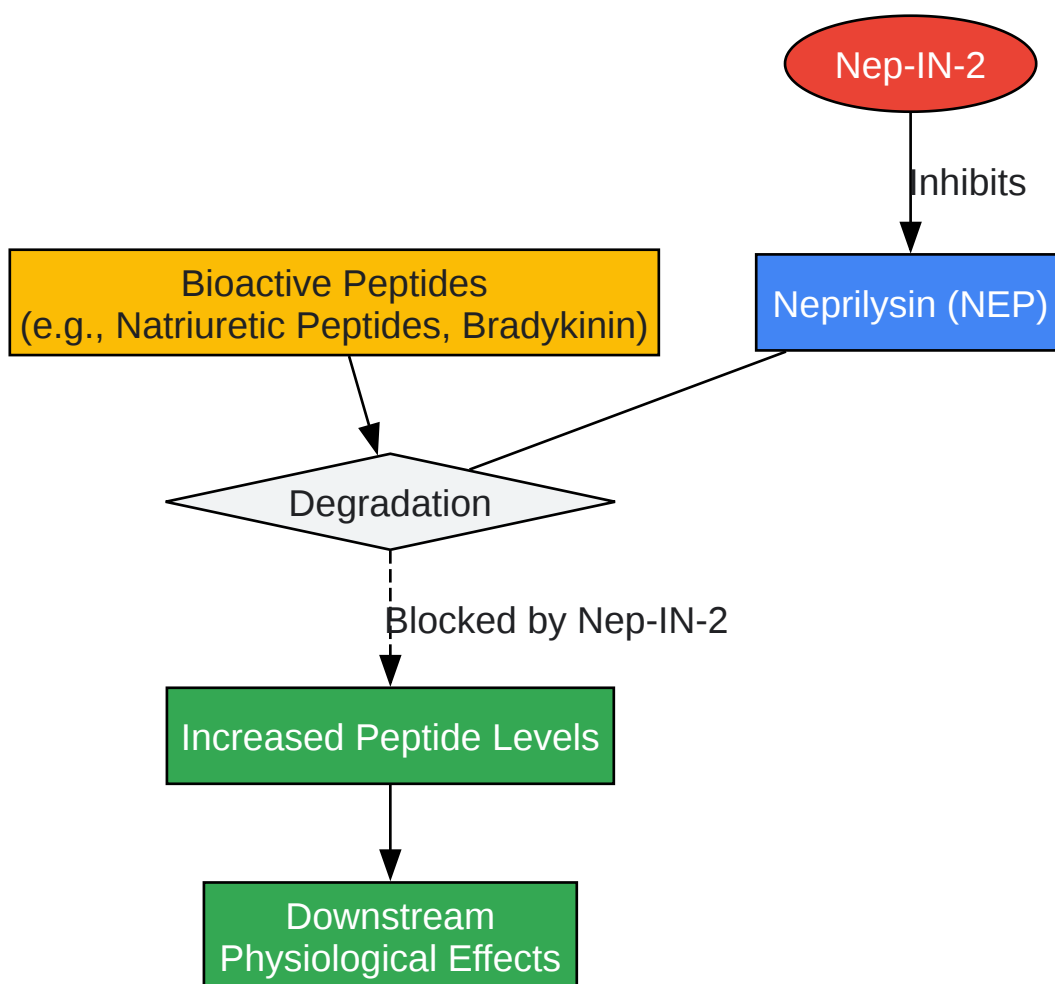 Nep-IN-2
Inhibits
Bioactive Peptides
(e.g., Natriuretic Peptides, Bradykinin)
Neprilysin (NEP)
Degradation
Blocked by Nep-IN-2
Increased Peptide Levels
Downstream
Physiological Effects